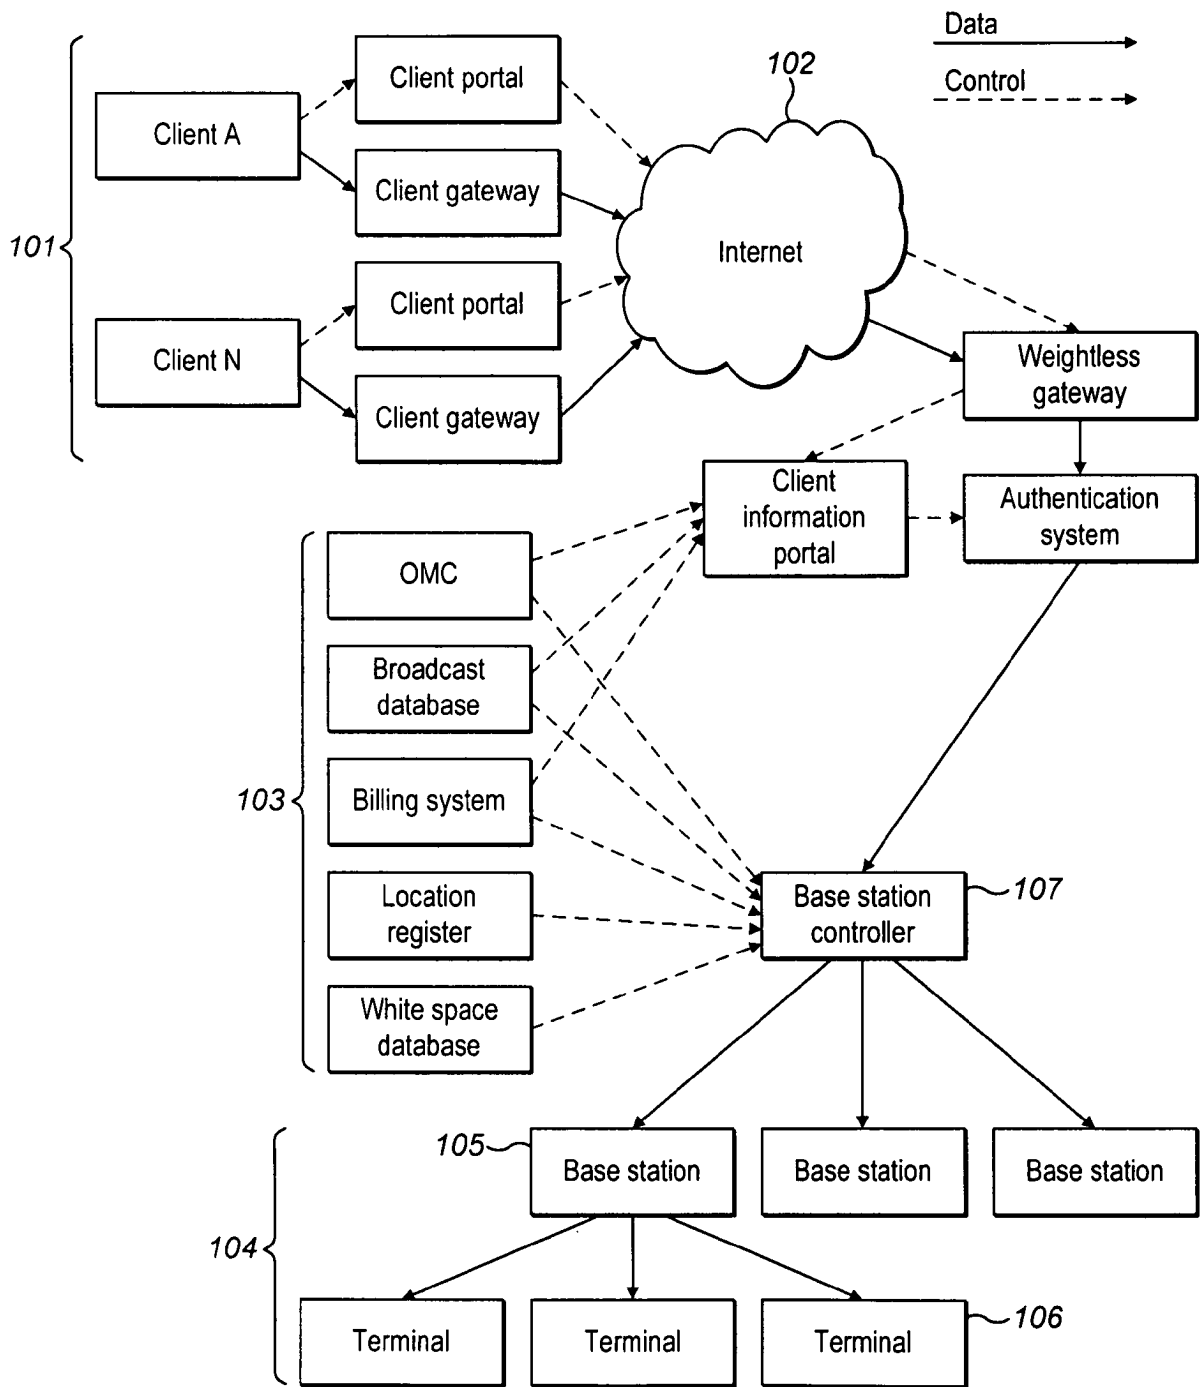 Data
Control
102
Client portal
Client A
Client gateway
101
Internet
Client portal
Client N
Client gateway
Weightless
gateway
Client
information
portal
Authentication
system
OMC
Broadcast
database
103
Billing system
Location
register
White space
database
Base station
controller
107
105
Base station
Base station
Base station
104
Terminal
Terminal
Terminal
106